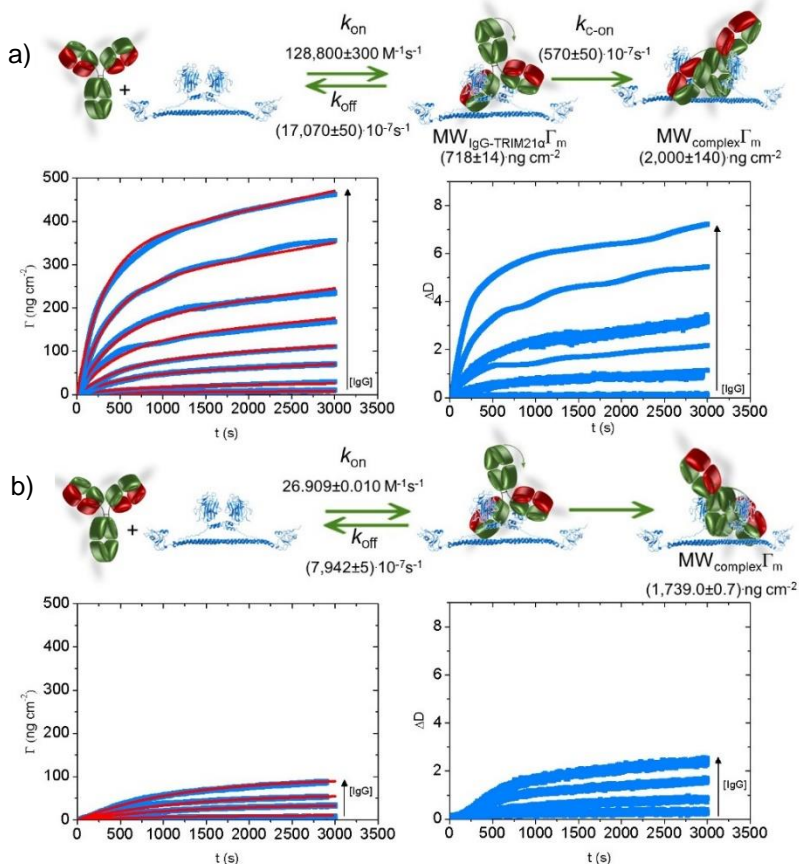 a)
k_on
128,800±300 M⁻¹s⁻¹
k_off
(17,070±50)·10⁻⁷s⁻¹
+
k_c-on
(570±50)·10⁻⁷s⁻¹
MW_IgG-TRIM21α Γ_m
(718±14)·ng cm⁻²
MW_complex Γ_m
(2,000±140)·ng cm⁻²
500
400
300
200
100
0
Γ (ng cm⁻²)
[IgG]
0 500 1000 1500 2000 2500 3000 3500
t (s)
8
6
4
2
0
ΔD
[IgG]
0 500 1000 1500 2000 2500 3000 3500
t (s)
b)
k_on
26.909±0.010 M⁻¹s⁻¹
k_off
(7,942±5)·10⁻⁷s⁻¹
+
MW_complex Γ_m
(1,739.0±0.7)·ng cm⁻²
500
400
300
200
100
0
Γ (ng cm⁻²)
[IgG]
0 500 1000 1500 2000 2500 3000 3500
t (s)
8
6
4
2
0
ΔD
[IgG]
0 500 1000 1500 2000 2500 3000 3500
t (s)